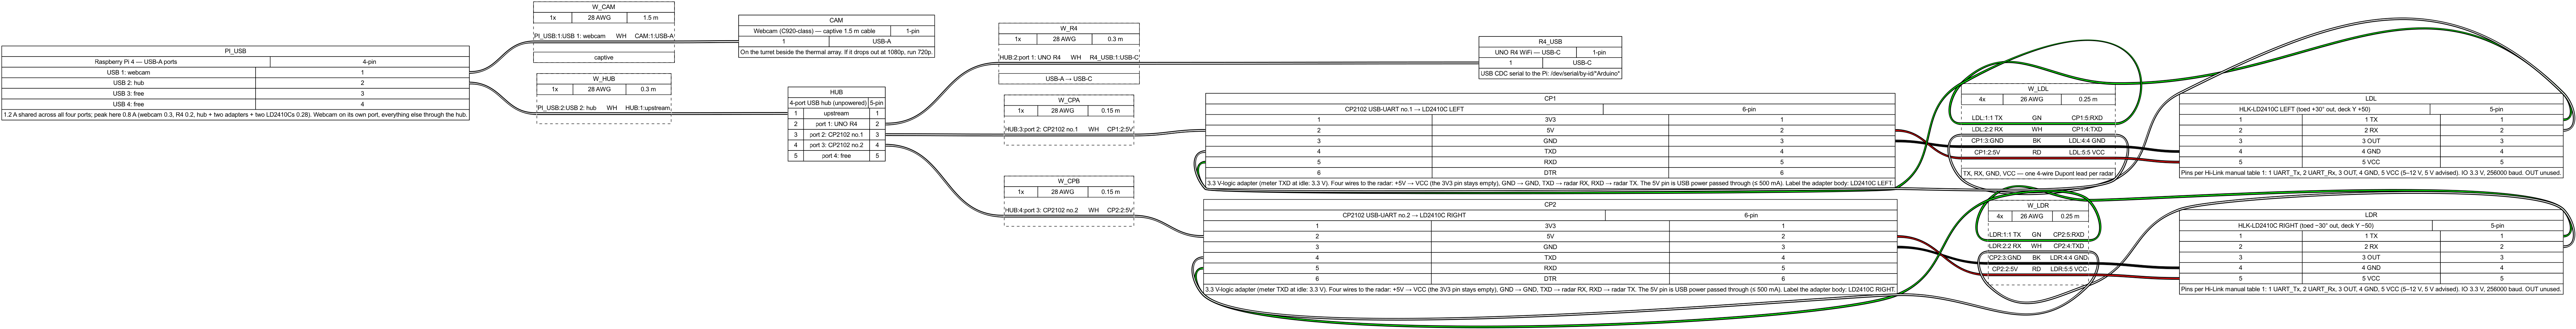 PI_USB
Raspberry Pi 4 — USB-A ports 4-pin
USB 1: webcam 1
USB 2: hub 2
USB 3: free 3
USB 4: free 4
1.2 A shared across all four ports; peak here 0.8 A (webcam 0.3, R4 0.2, hub + two adapters + two LD2410Cs 0.28). Webcam on its own port, everything else through the hub.
W_CAM
1x 28 AWG 1.5 m
PI_USB:1:USB 1: webcam WH CAM:1:USB-A
captive
W_HUB
1x 28 AWG 0.3 m
PI_USB:2:USB 2: hub WH HUB:1:upstream
CAM
Webcam (C920-class) — captive 1.5 m cable 1-pin
1 USB-A
On the turret beside the thermal array. If it drops out at 1080p, run 720p.
HUB
4-port USB hub (unpowered) 5-pin
1 upstream 1
2 port 1: UNO R4 2
3 port 2: CP2102 no.1 3
4 port 3: CP2102 no.2 4
5 port 4: free 5
W_R4
1x 28 AWG 0.3 m
HUB:2:port 1: UNO R4 WH R4_USB:1:USB-C
USB-A → USB-C
W_CPA
1x 28 AWG 0.15 m
HUB:3:port 2: CP2102 no.1 WH CP1:2:5V
W_CPB
1x 28 AWG 0.15 m
HUB:4:port 3: CP2102 no.2 WH CP2:2:5V
R4_USB
UNO R4 WiFi — USB-C 1-pin
1 USB-C
USB CDC serial to the Pi: /dev/serial/by-id/*Arduino*
CP1
CP2102 USB-UART no.1 → LD2410C LEFT 6-pin
1 3V3 1
2 5V 2
3 GND 3
4 TXD 4
5 RXD 5
6 DTR 6
3.3 V-logic adapter (meter TXD at idle: 3.3 V). Four wires to the radar: +5V → VCC (the 3V3 pin stays empty), GND → GND, TXD → radar RX, RXD → radar TX. The 5V pin is USB power passed through (≤ 500 mA). Label the adapter body: LD2410C LEFT.
CP2
CP2102 USB-UART no.2 → LD2410C RIGHT 6-pin
1 3V3 1
2 5V 2
3 GND 3
4 TXD 4
5 RXD 5
6 DTR 6
3.3 V-logic adapter (meter TXD at idle: 3.3 V). Four wires to the radar: +5V → VCC (the 3V3 pin stays empty), GND → GND, TXD → radar RX, RXD → radar TX. The 5V pin is USB power passed through (≤ 500 mA). Label the adapter body: LD2410C RIGHT.
W_LDL
4x 26 AWG 0.25 m
LDL:1:1 TX GN CP1:5:RXD
LDL:2:2 RX WH CP1:4:TXD
CP1:3:GND BK LDL:4:4 GND
CP1:2:5V RD LDL:5:5 VCC
TX, RX, GND, VCC — one 4-wire Dupont lead per radar
W_LDR
4x 26 AWG 0.25 m
LDR:1:1 TX GN CP2:5:RXD
LDR:2:2 RX WH CP2:4:TXD
CP2:3:GND BK LDR:4:4 GND
CP2:2:5V RD LDR:5:5 VCC
LDL
HLK-LD2410C LEFT (toed +30° out, deck Y +50) 5-pin
1 1 TX 1
2 2 RX 2
3 3 OUT 3
4 4 GND 4
5 5 VCC 5
Pins per Hi-Link manual table 1: 1 UART_Tx, 2 UART_Rx, 3 OUT, 4 GND, 5 VCC (5–12 V, 5 V advised). IO 3.3 V, 256000 baud. OUT unused.
LDR
HLK-LD2410C RIGHT (toed −30° out, deck Y −50) 5-pin
1 1 TX 1
2 2 RX 2
3 3 OUT 3
4 4 GND 4
5 5 VCC 5
Pins per Hi-Link manual table 1: 1 UART_Tx, 2 UART_Rx, 3 OUT, 4 GND, 5 VCC (5–12 V, 5 V advised). IO 3.3 V, 256000 baud. OUT unused.